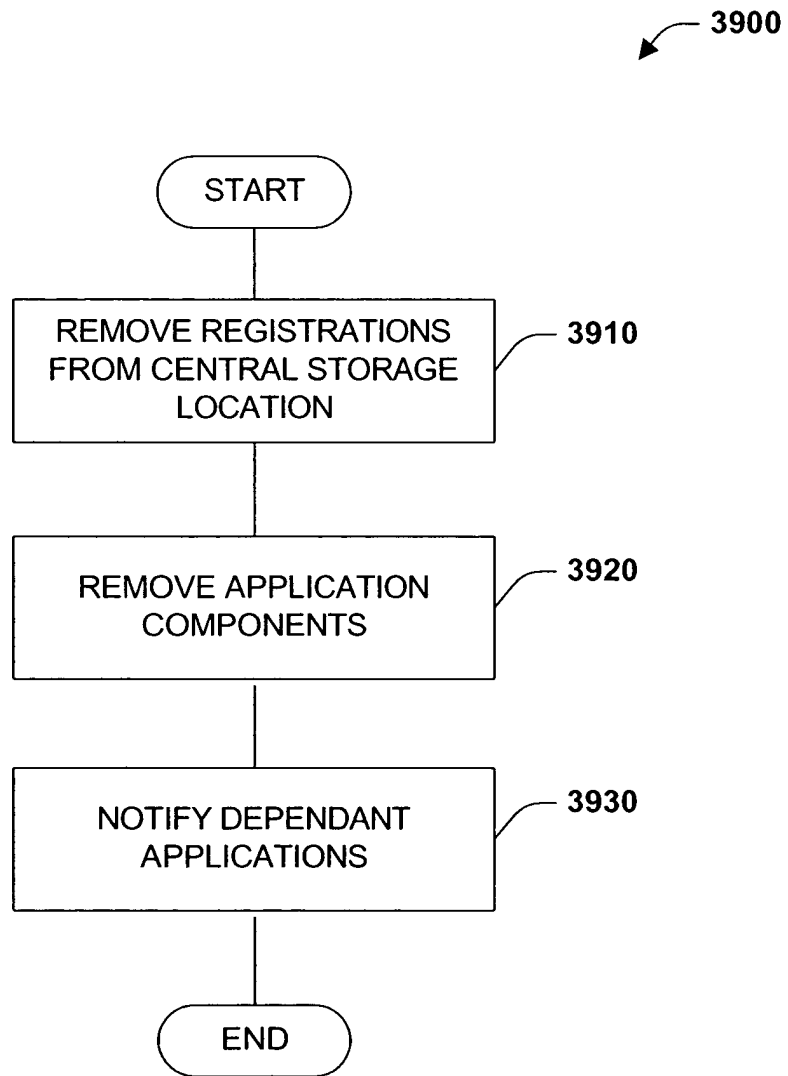 3900
START
REMOVE REGISTRATIONS
FROM CENTRAL STORAGE
LOCATION
3910
REMOVE APPLICATION
COMPONENTS
3920
NOTIFY DEPENDANT
APPLICATIONS
3930
END